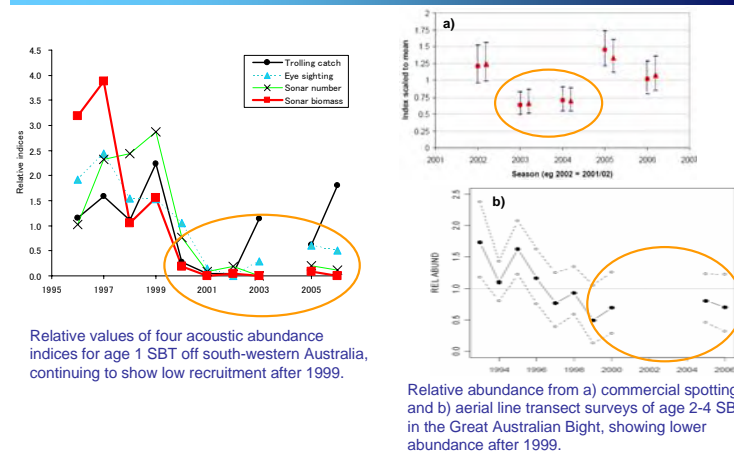 4.5
4.0
3.5
3.0
2.5
2.0
1.5
1.0
0.5
0.0
Relative indices
1995 1997 1999 2001 2003 2005
Trolling catch
Eye sighting
Sonar number
Sonar biomass
Relative values of four acoustic abundance
indices for age 1 SBT off south-western Australia,
continuing to show low recruitment after 1999.
a)
2
1.75
1.5
1.25
1
0.75
0.5
0.25
0
Index scaled to mean
2001 2002 2003 2004 2005 2006 2007
Season (eg 2002 = 2001/02)
b)
2.5
2.0
1.5
1.0
0.5
0.0
REL ABUND
1994 1996 1998 2000 2002 2004 2006
Relative abundance from a) commercial spotting
and b) aerial line transect surveys of age 2-4 SB
in the Great Australian Bight, showing lower
abundance after 1999.